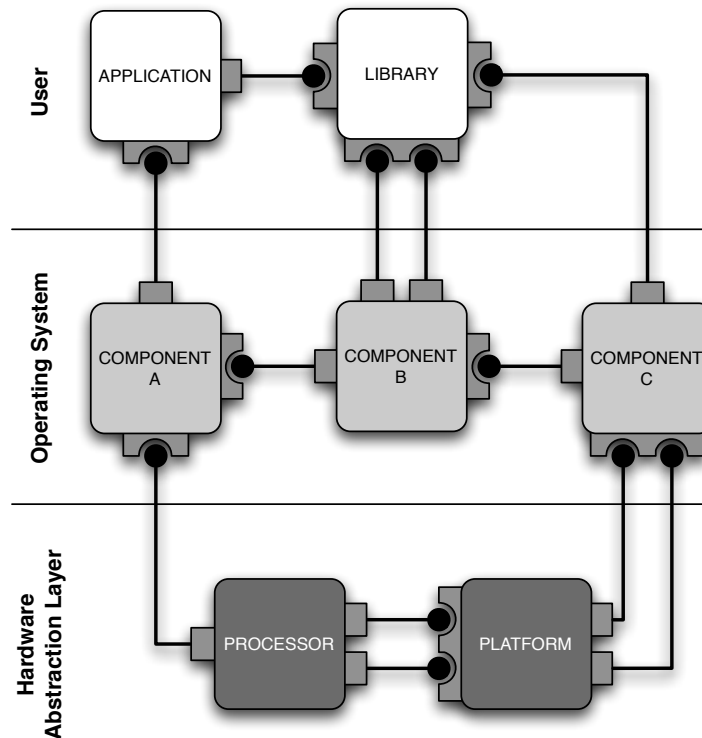 User
APPLICATION
LIBRARY
Operating System
COMPONENT
A
COMPONENT
B
COMPONENT
C
Hardware
Abstraction Layer
PROCESSOR
PLATFORM